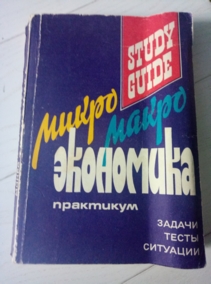 STUDY
GUIDE
микро
макро
экономика
практикум
ЗАДАЧИ
ТЕСТЫ
СИТУАЦИИ